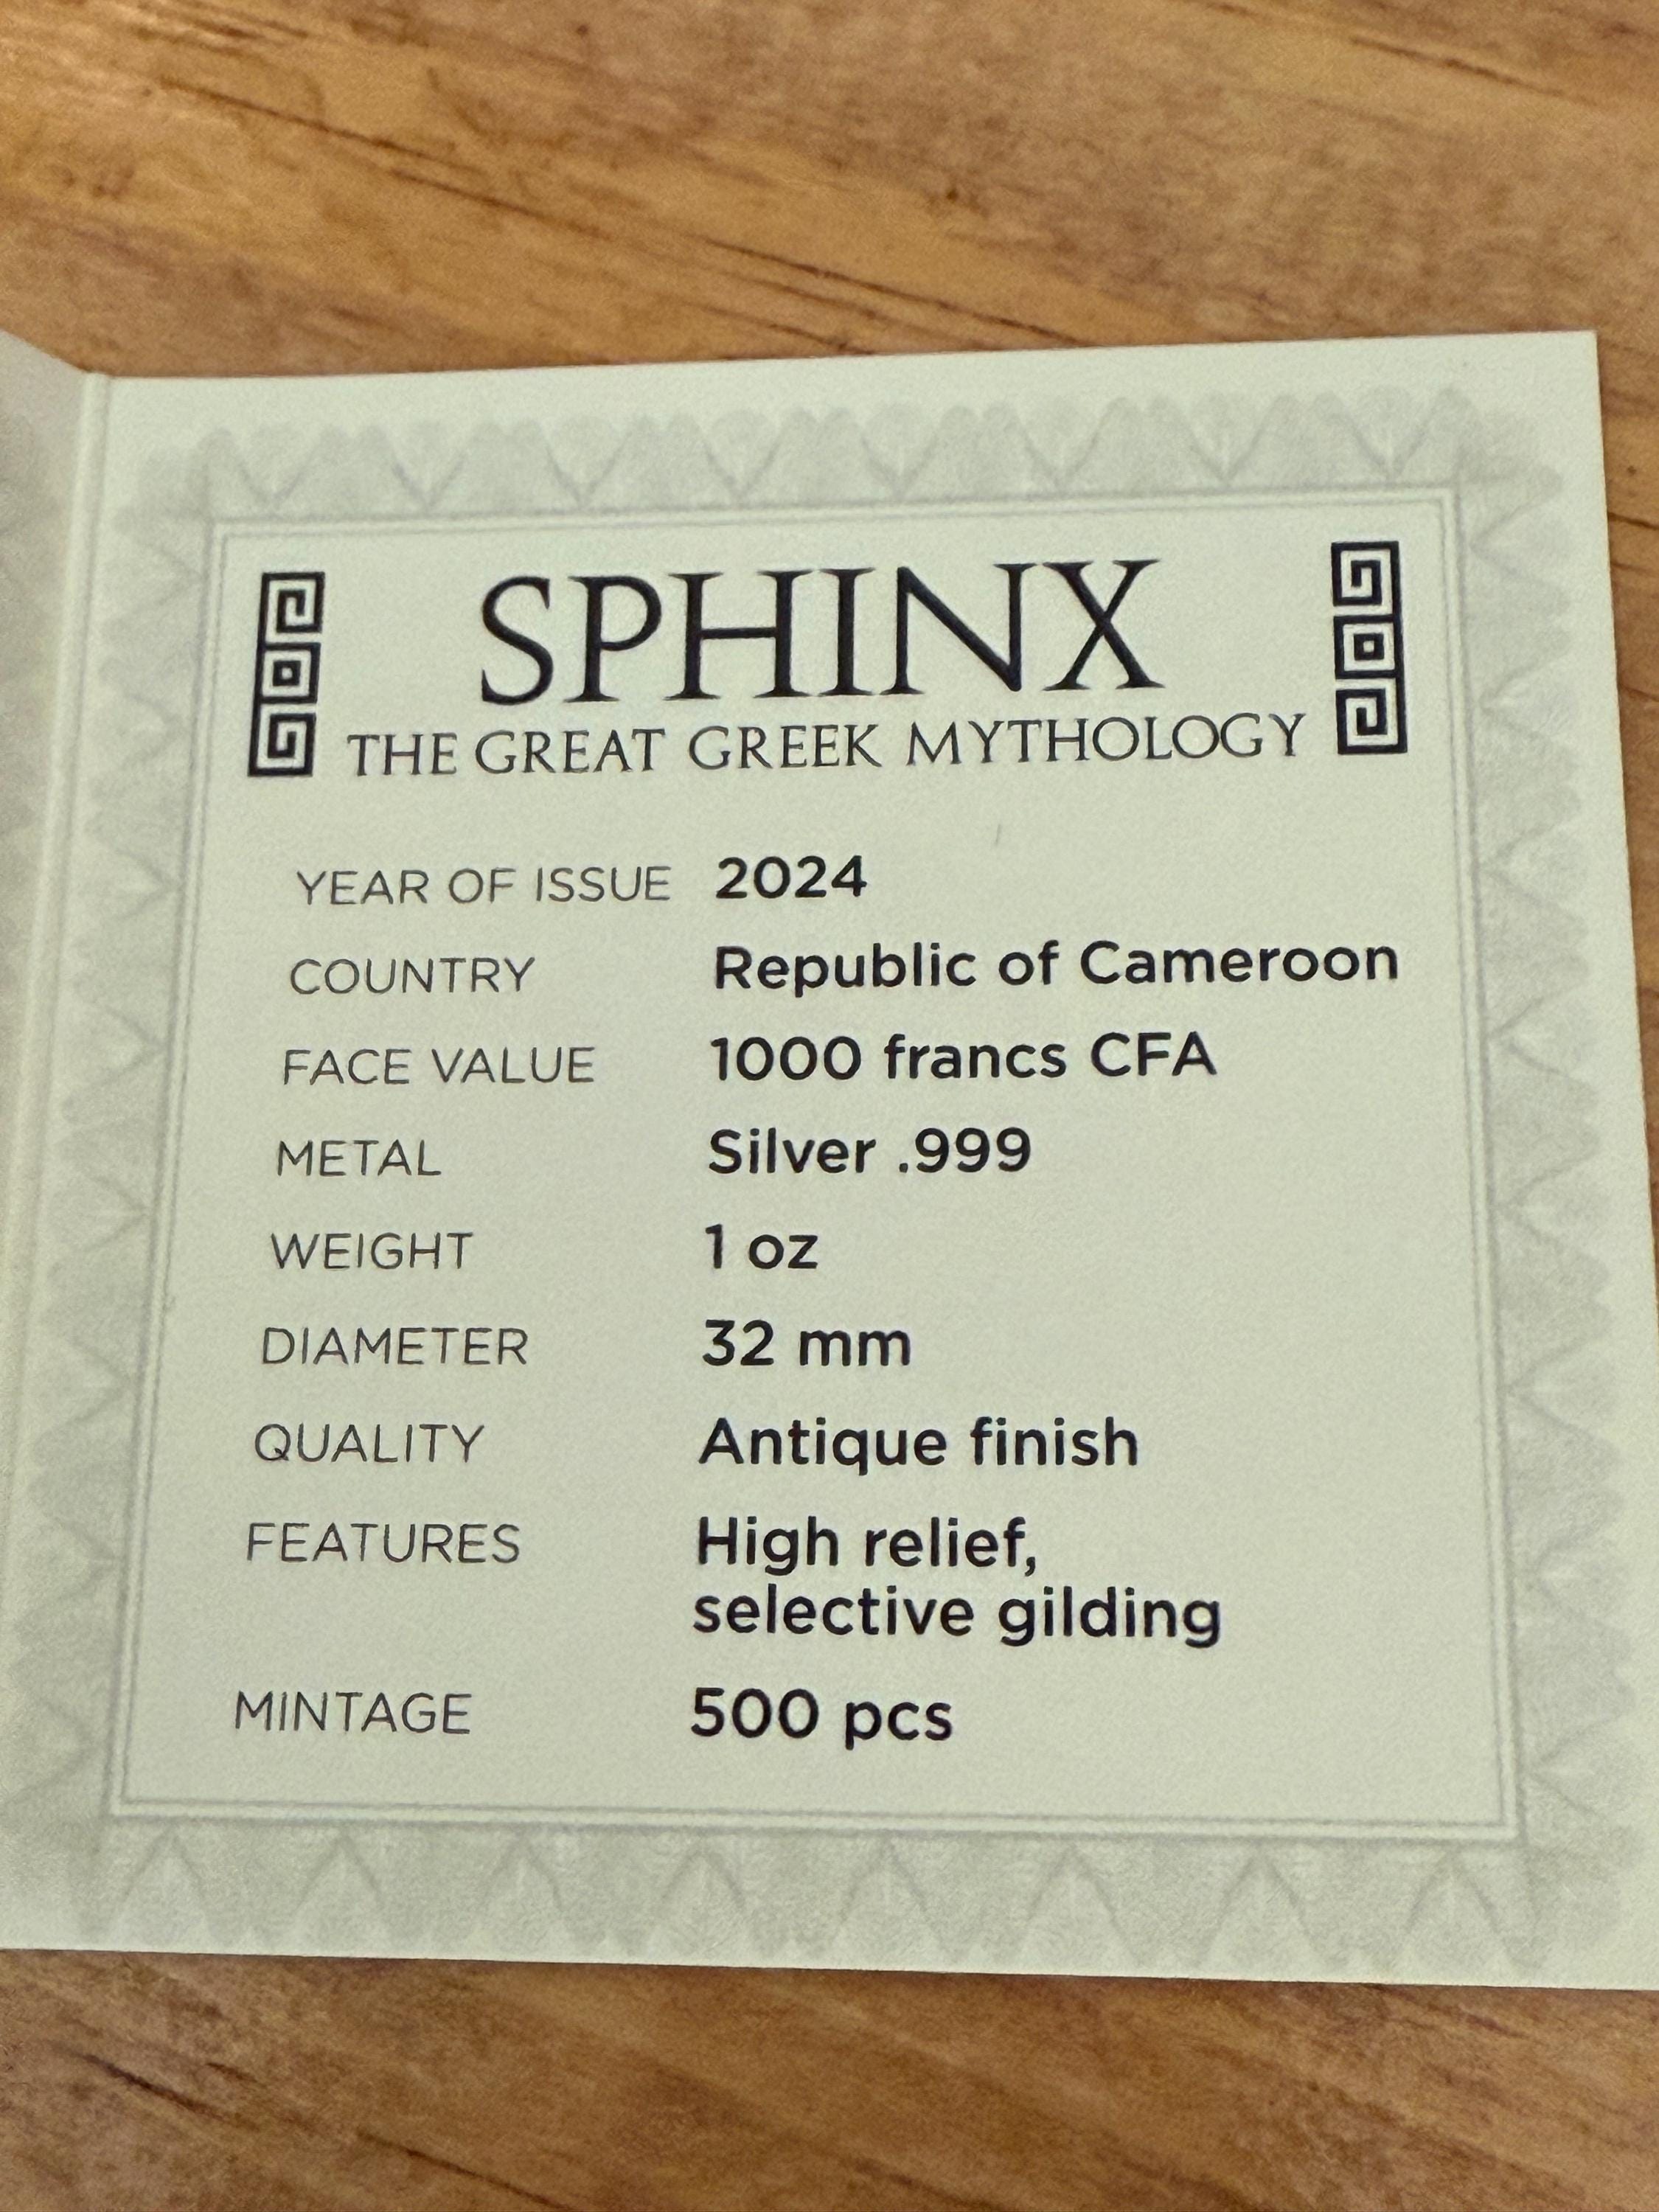 SPHINX
THE GREAT GREEK MYTHOLOGY
YEAR OF ISSUE 2024
COUNTRY Republic of Cameroon
FACE VALUE 1000 francs CFA
METAL Silver .999
WEIGHT 1 oz
DIAMETER 32 mm
QUALITY Antique finish
FEATURES High relief,
selective gilding
MINTAGE 500 pcs